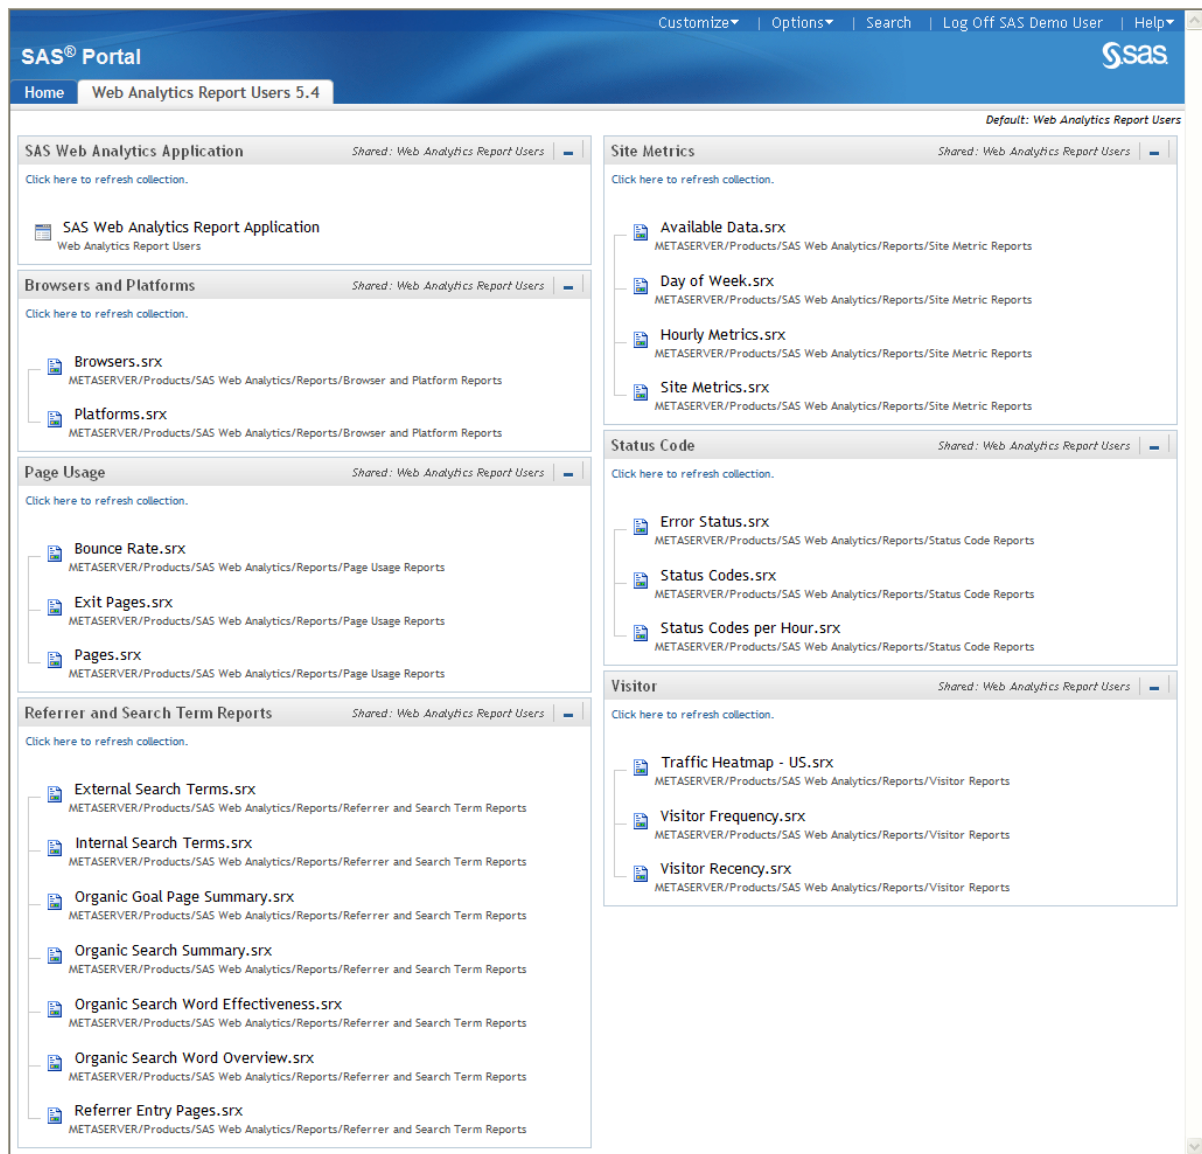 Customize | Options | Search | Log Off SAS Demo User | Help
SAS® Portal
sas
Home
Web Analytics Report Users 5.4
Default: Web Analytics Report Users
SAS Web Analytics Application
Shared: Web Analytics Report Users
Click here to refresh collection.
SAS Web Analytics Report Application
Web Analytics Report Users
Browsers and Platforms
Shared: Web Analytics Report Users
Click here to refresh collection.
Browsers.srx
METASERVER/Products/SAS Web Analytics/Reports/Browser and Platform Reports
Platforms.srx
METASERVER/Products/SAS Web Analytics/Reports/Browser and Platform Reports
Page Usage
Shared: Web Analytics Report Users
Click here to refresh collection.
Bounce Rate.srx
METASERVER/Products/SAS Web Analytics/Reports/Page Usage Reports
Exit Pages.srx
METASERVER/Products/SAS Web Analytics/Reports/Page Usage Reports
Pages.srx
METASERVER/Products/SAS Web Analytics/Reports/Page Usage Reports
Referrer and Search Term Reports
Shared: Web Analytics Report Users
Click here to refresh collection.
External Search Terms.srx
METASERVER/Products/SAS Web Analytics/Reports/Referrer and Search Term Reports
Internal Search Terms.srx
METASERVER/Products/SAS Web Analytics/Reports/Referrer and Search Term Reports
Organic Goal Page Summary.srx
METASERVER/Products/SAS Web Analytics/Reports/Referrer and Search Term Reports
Organic Search Summary.srx
METASERVER/Products/SAS Web Analytics/Reports/Referrer and Search Term Reports
Organic Search Word Effectiveness.srx
METASERVER/Products/SAS Web Analytics/Reports/Referrer and Search Term Reports
Organic Search Word Overview.srx
METASERVER/Products/SAS Web Analytics/Reports/Referrer and Search Term Reports
Referrer Entry Pages.srx
METASERVER/Products/SAS Web Analytics/Reports/Referrer and Search Term Reports
Site Metrics
Shared: Web Analytics Report Users
Click here to refresh collection.
Available Data.srx
METASERVER/Products/SAS Web Analytics/Reports/Site Metric Reports
Day of Week.srx
METASERVER/Products/SAS Web Analytics/Reports/Site Metric Reports
Hourly Metrics.srx
METASERVER/Products/SAS Web Analytics/Reports/Site Metric Reports
Site Metrics.srx
METASERVER/Products/SAS Web Analytics/Reports/Site Metric Reports
Status Code
Shared: Web Analytics Report Users
Click here to refresh collection.
Error Status.srx
METASERVER/Products/SAS Web Analytics/Reports/Status Code Reports
Status Codes.srx
METASERVER/Products/SAS Web Analytics/Reports/Status Code Reports
Status Codes per Hour.srx
METASERVER/Products/SAS Web Analytics/Reports/Status Code Reports
Visitor
Shared: Web Analytics Report Users
Click here to refresh collection.
Traffic Heatmap - US.srx
METASERVER/Products/SAS Web Analytics/Reports/Visitor Reports
Visitor Frequency.srx
METASERVER/Products/SAS Web Analytics/Reports/Visitor Reports
Visitor Recency.srx
METASERVER/Products/SAS Web Analytics/Reports/Visitor Reports